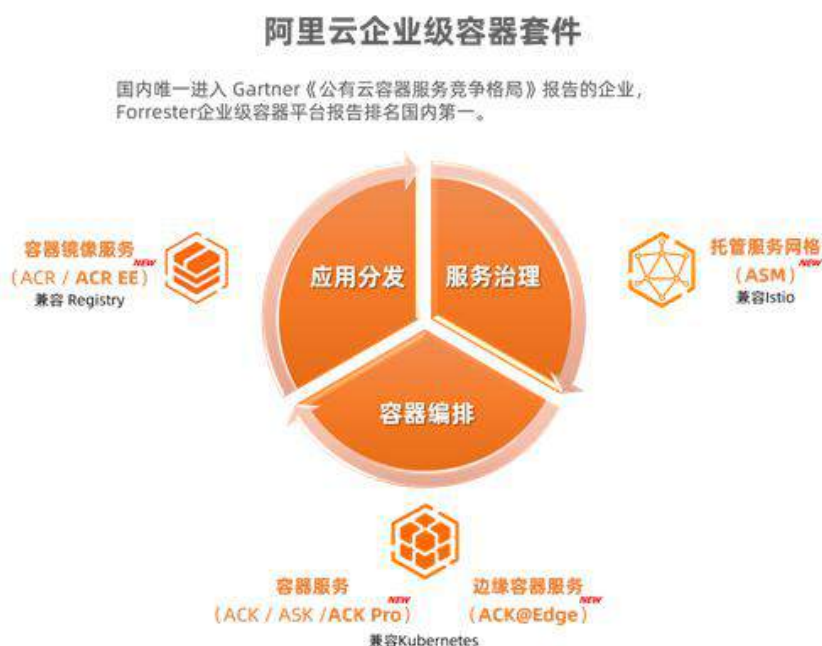 阿里云企业级容器套件
国内唯一进入 Gartner《公有云容器服务竞争格局》报告的企业，
Forrester企业级容器平台报告排名国内第一。
容器镜像服务
NEW
（ACR / ACR EE）
兼容 Registry
应用分发
服务治理
托管服务网格
NEW
（ASM）
兼容Istio
容器编排
容器服务
NEW
（ACK / ASK /ACK Pro）
边缘容器服务
NEW
（ACK@Edge）
兼容Kubernetes